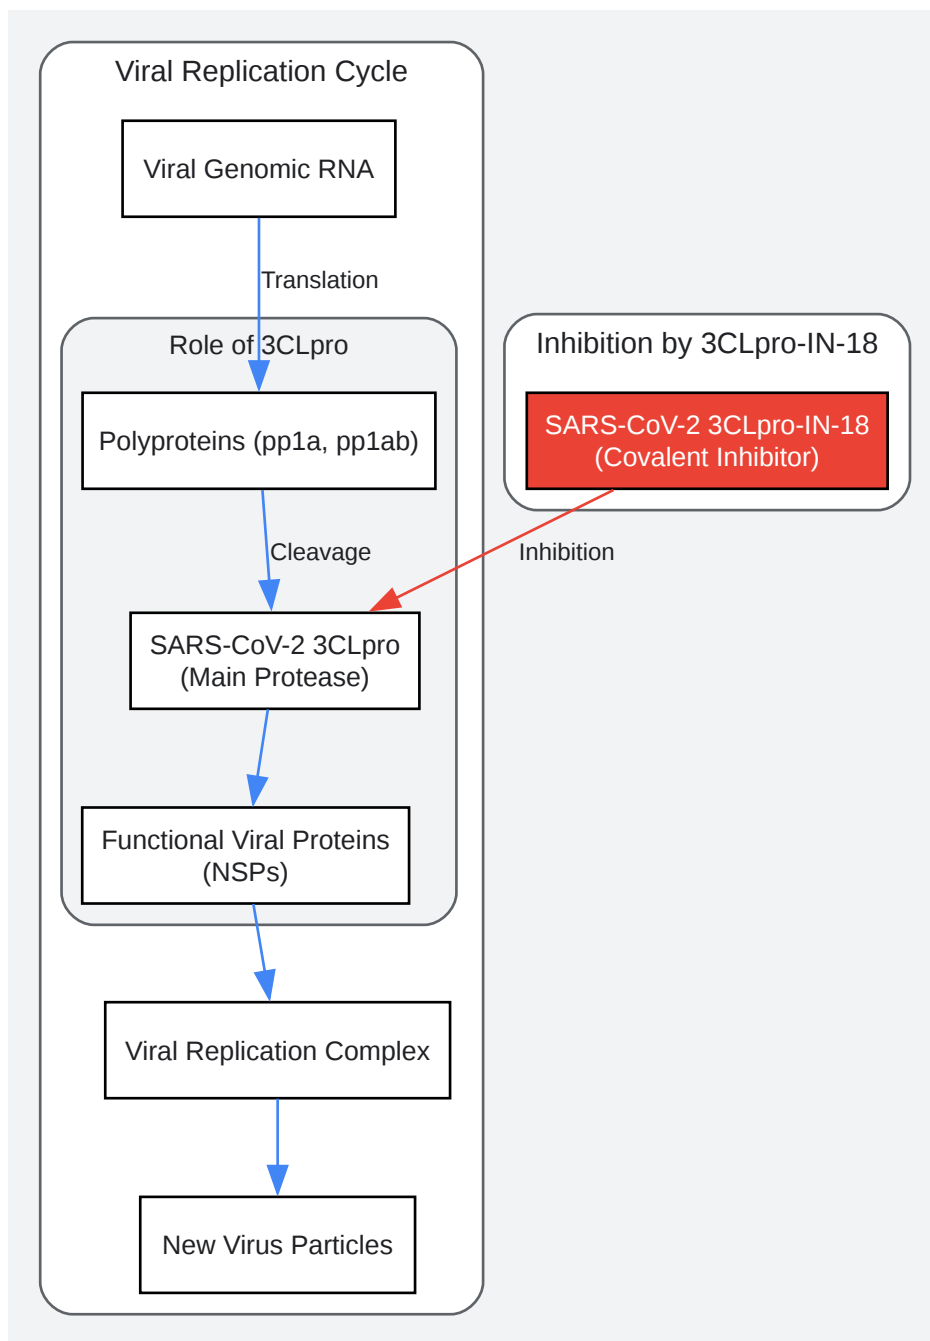 Viral Replication Cycle
Viral Genomic RNA
Translation
Role of 3CLpro
Polyproteins (pp1a, pp1ab)
Cleavage
SARS-CoV-2 3CLpro
(Main Protease)
Functional Viral Proteins
(NSPs)
Viral Replication Complex
New Virus Particles
Inhibition by 3CLpro-IN-18
SARS-CoV-2 3CLpro-IN-18
(Covalent Inhibitor)
Inhibition